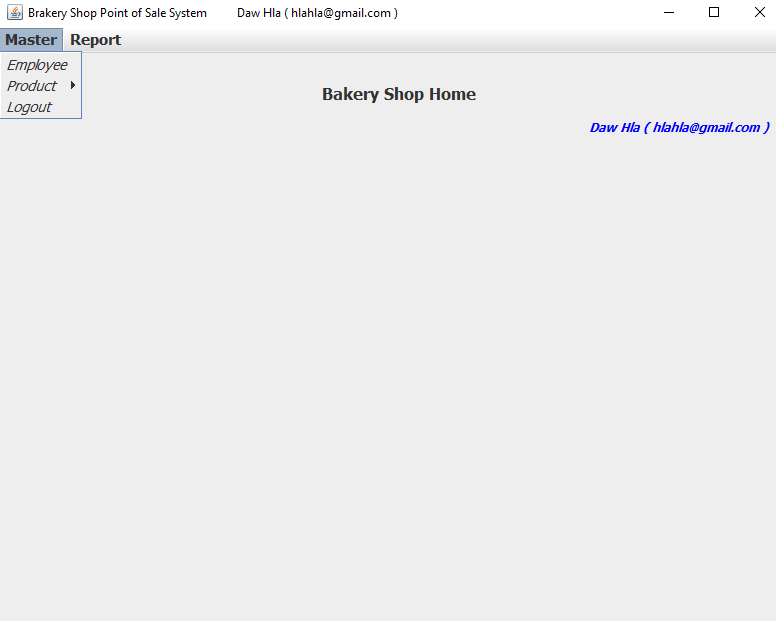 Brakery Shop Point of Sale System Daw Hla ( hlahla@gmail.com )
Master Report
Employee
Product
Logout
Bakery Shop Home
Daw Hla ( hlahla@gmail.com )